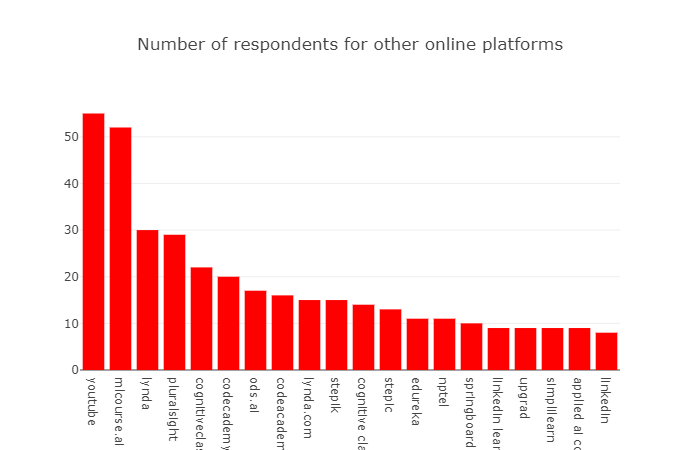 Number of respondents for other online platforms
50
40
30
20
10
0
youtube
mlcourse.ai
lynda
pluralsight
cognitiveclas
codecademy
ods.ai
codeacadem
lynda.com
stepik
cognitive cla
stepic
edureka
nptel
springboard
linkedin lear
upgrad
simplilearn
applied ai co
linkedin